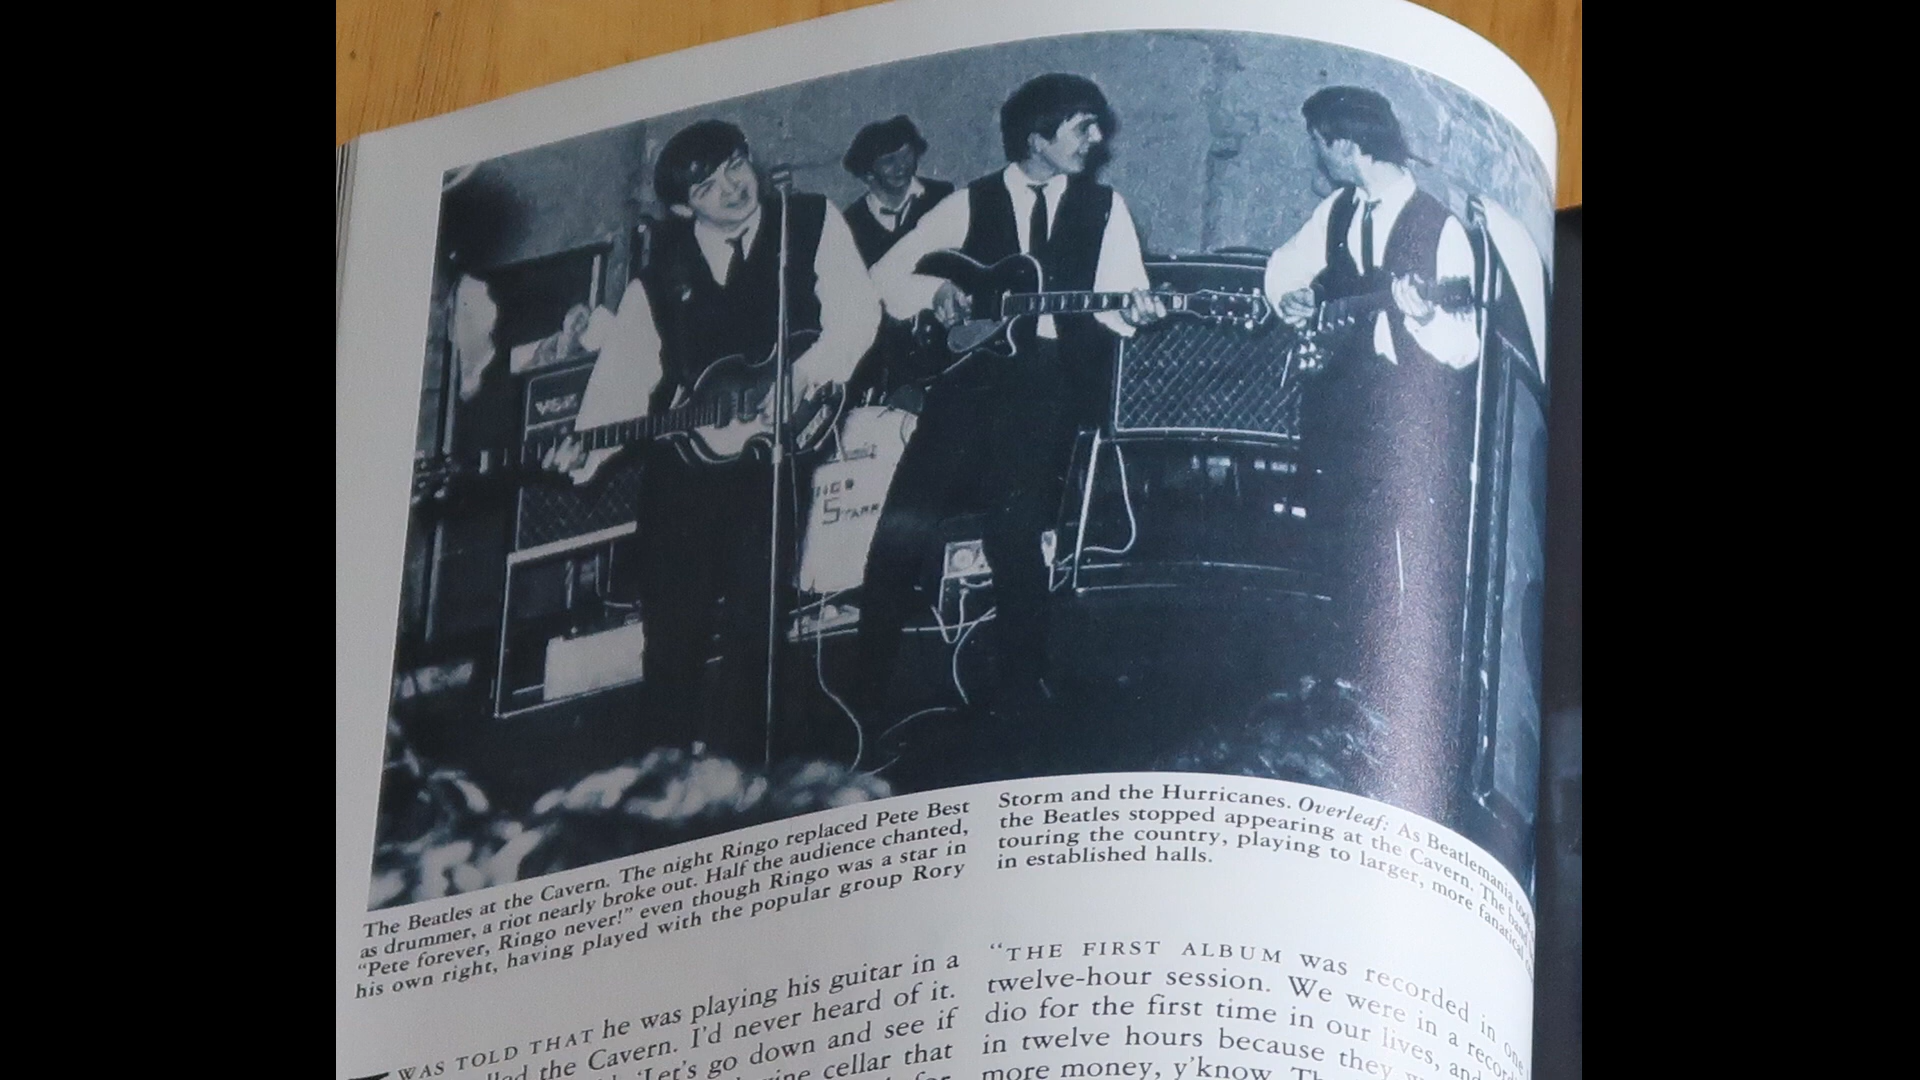 VOX
NGO
STARR
The Beatles at the Cavern. The night Ringo replaced Pete Best
as drummer, a riot nearly broke out. Half the audience chanted,
“Pete forever, Ringo never!” even though Ringo was a star in
his own right, having played with the popular group Rory
Storm and the Hurricanes. Overleaf: As Beatlemania took
the Beatles stopped appearing at the Cavern. The band
touring the country, playing to larger, more fanatical
in established halls.
WAS TOLD THAT he was playing his guitar in a
the Cavern. I'd never heard of it.
'Let's go down and see if
cellar that
“THE FIRST ALBUM was recorded in one
twelve-hour session. We were in a
dio for the first time in our lives, and
in twelve hours because they
more money, y'know.